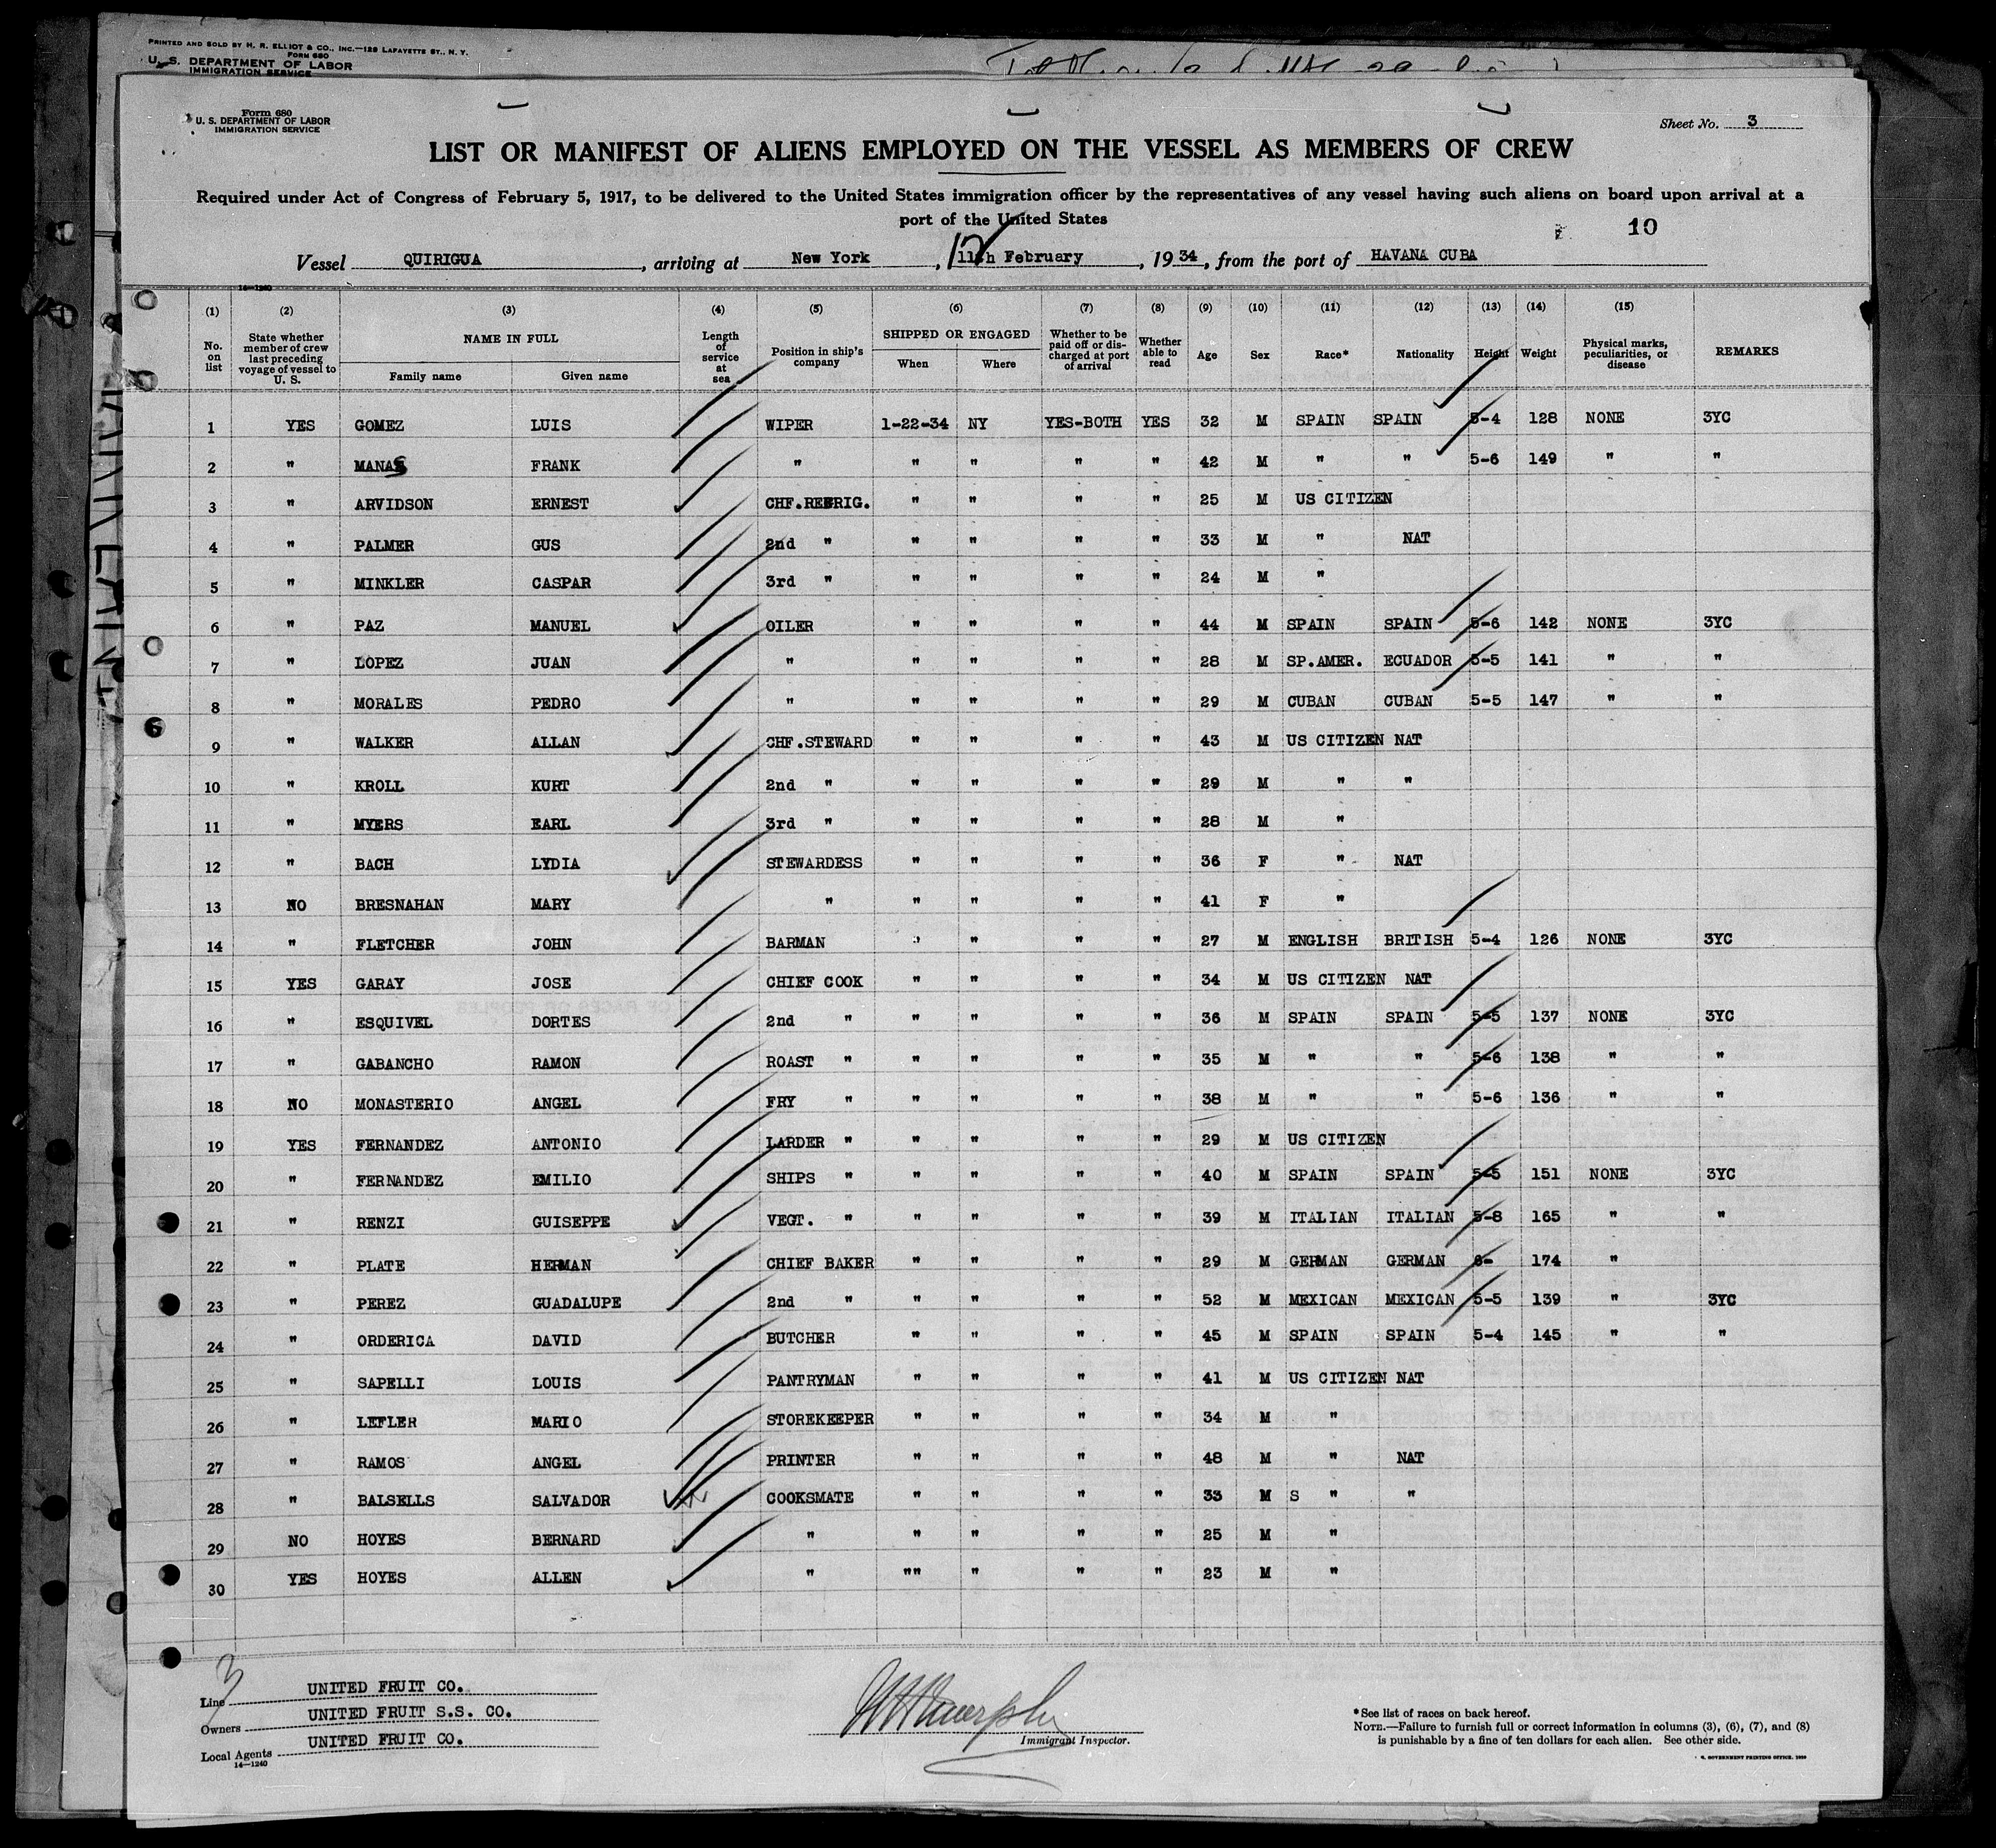 PRINTED AND SOLD BY H. R. ELLIOT & CO., INC.—129 LAFAYETTE ST., N. Y.
FORM 680
U. S. DEPARTMENT OF LABOR
IMMIGRATION SERVICE
Form 680
U. S. DEPARTMENT OF LABOR
IMMIGRATION SERVICE
Sheet No. 3
LIST OR MANIFEST OF ALIENS EMPLOYED ON THE VESSEL AS MEMBERS OF CREW
Required under Act of Congress of February 5, 1917, to be delivered to the United States immigration officer by the representatives of any vessel having such aliens on board upon arrival at a
port of the United States
10
Vessel QUIRIGUA, arriving at New York, 12 11th February, 1934, from the port of HAVANA CUBA
14—1240
(1) (2) (3) (4) (5) (6) (7) (8) (9) (10) (11) (12) (13) (14) (15)
No. on list State whether member of crew last preceding voyage of vessel to U. S. NAME IN FULL Family name Given name Length of service at sea Position in ship's company SHIPPED OR ENGAGED When Where Whether to be paid off or discharged at port of arrival Whether able to read Age Sex Race* Nationality Height Weight Physical marks, peculiarities, or disease REMARKS
1 YES GOMEZ LUIS WIPER 1-22-34 NY YES-BOTH YES 32 M SPAIN SPAIN 5-4 128 NONE 3YC
2 " MANAS FRANK " " " " " 42 M " " 5-6 149 " "
3 " ARVIDSON ERNEST CHF.REFRIG. " " " " 25 M US CITIZEN
4 " PALMER GUS 2nd " " " " " 33 M " NAT
5 " MINKLER CASPAR 3rd " " " " " 24 M "
6 " PAZ MANUEL OILER " " " " 44 M SPAIN SPAIN 5-6 142 NONE 3YC
7 " LOPEZ JUAN " " " " " 28 M SP.AMER. ECUADOR 5-5 141 " "
8 " MORALES PEDRO " " " " " 29 M CUBAN CUBAN 5-5 147 " "
9 " WALKER ALLAN CHF.STEWARD " " " " 43 M US CITIZEN NAT
10 " KROLL KURT 2nd " " " " " 29 M " "
11 " MYERS EARL 3rd " " " " " 28 M "
12 " BACH LYDIA STEWARDESS " " " " 36 F " NAT
13 NO BRESNAHAN MARY " " " " " 41 F "
14 " FLETCHER JOHN BARMAN " " " " 27 M ENGLISH BRITISH 5-4 126 NONE 3YC
15 YES GARAY JOSE CHIEF COOK " " " " 34 M US CITIZEN NAT
16 " ESQUIVEL DORTES 2nd " " " " " 36 M SPAIN SPAIN 5-5 137 NONE 3YC
17 " GABANCHO RAMON ROAST " " " " " 35 M " " 5-6 138 " "
18 NO MONASTERIO ANGEL FRY " " " " " 38 M " " 5-6 136 " "
19 YES FERNANDEZ ANTONIO LARDER " " " " " 29 M US CITIZEN
20 " FERNANDEZ EMILIO SHIPS " " " " " 40 M SPAIN SPAIN 5-5 151 NONE 3YC
21 " RENZI GUISEPPE VEGT. " " " " " 39 M ITALIAN ITALIAN 5-8 165 " "
22 " PLATE HERMAN CHIEF BAKER " " " " 29 M GERMAN GERMAN 6- 174 "
23 " PEREZ GUADALUPE 2nd " " " " " 52 M MEXICAN MEXICAN 5-5 139 " 3YC
24 " ORDERICA DAVID BUTCHER " " " " 45 M SPAIN SPAIN 5-4 145 " "
25 " SAPELLI LOUIS PANTRYMAN " " " " 41 M US CITIZEN NAT
26 " LEFLER MARIO STOREKEEPER " " " " 34 M "
27 " RAMOS ANGEL PRINTER " " " " 48 M " NAT
28 " BALSELLS SALVADOR COOKSMATE " " " " 33 M S " "
29 NO HOYES BERNARD " " " " " 25 M "
30 YES HOYES ALLEN " "" " " " 23 M "
3
Line UNITED FRUIT CO.
Owners UNITED FRUIT S.S. CO.
Local Agents UNITED FRUIT CO.
14—1240
Immigrant Inspector.
*See list of races on back hereof.
NOTE.—Failure to furnish full or correct information in columns (3), (6), (7), and (8)
is punishable by a fine of ten dollars for each alien. See other side.
GOVERNMENT PRINTING OFFICE